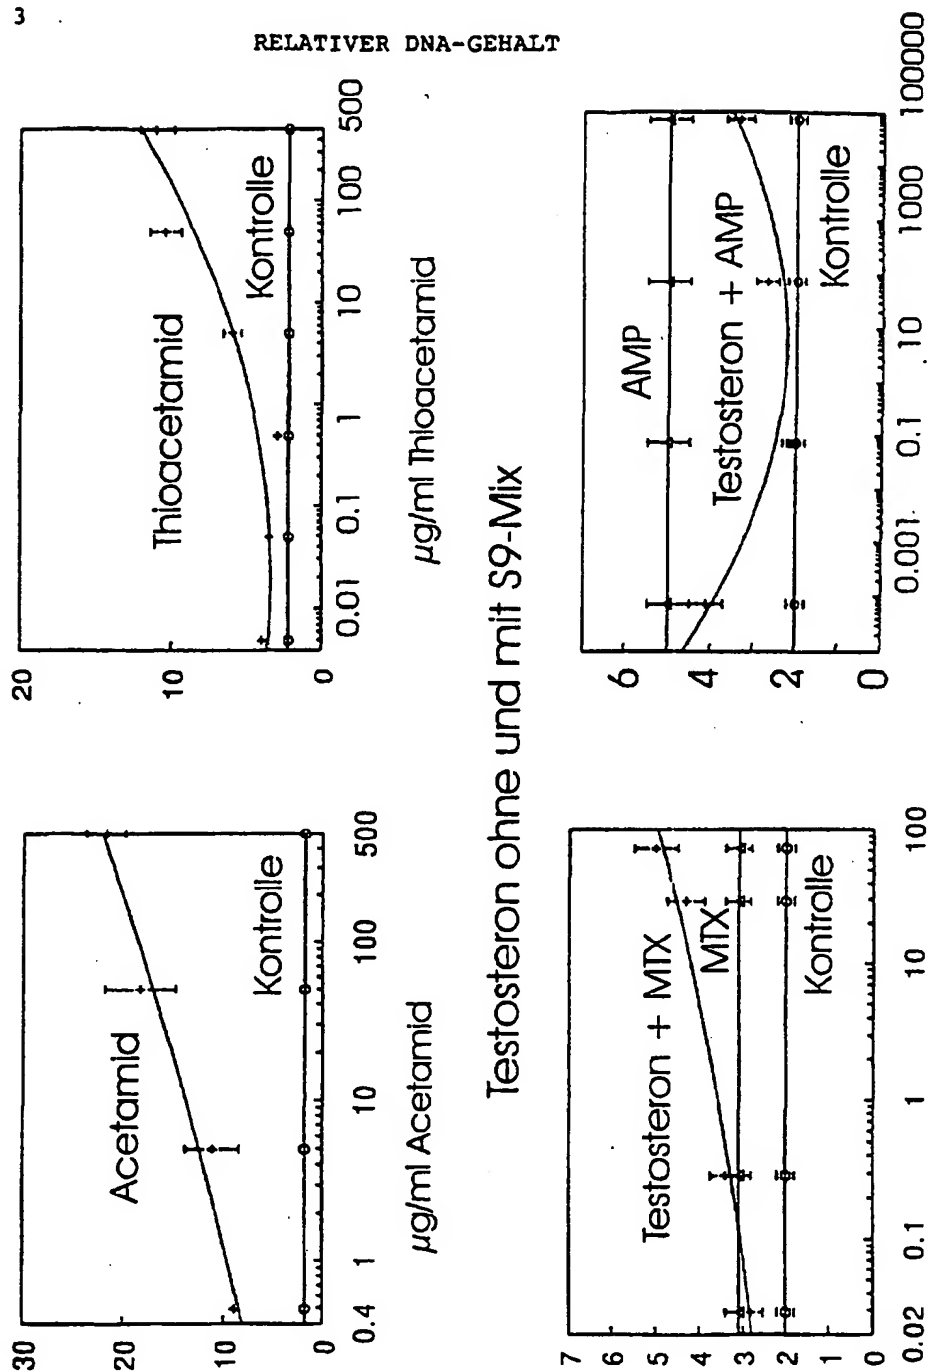 3
RELATIVER DNA-GEHALT
30
20
10
0
Acetamid
Kontrolle
0.4 1 10 100 500
µg/ml Acetamid
20
10
0
Thioacetamid
Kontrolle
0.01 0.1 1 10 100 500
µg/ml Thioacetamid
Testosteron ohne und mit S9-Mix
7
6
5
4
3
2
1
0
Testosteron + MTX
MTX
Kontrolle
0.02 0.1 1 10 100
6
4
2
0
AMP
Testosteron + AMP
Kontrolle
0.001 0.1 10 1000 100000